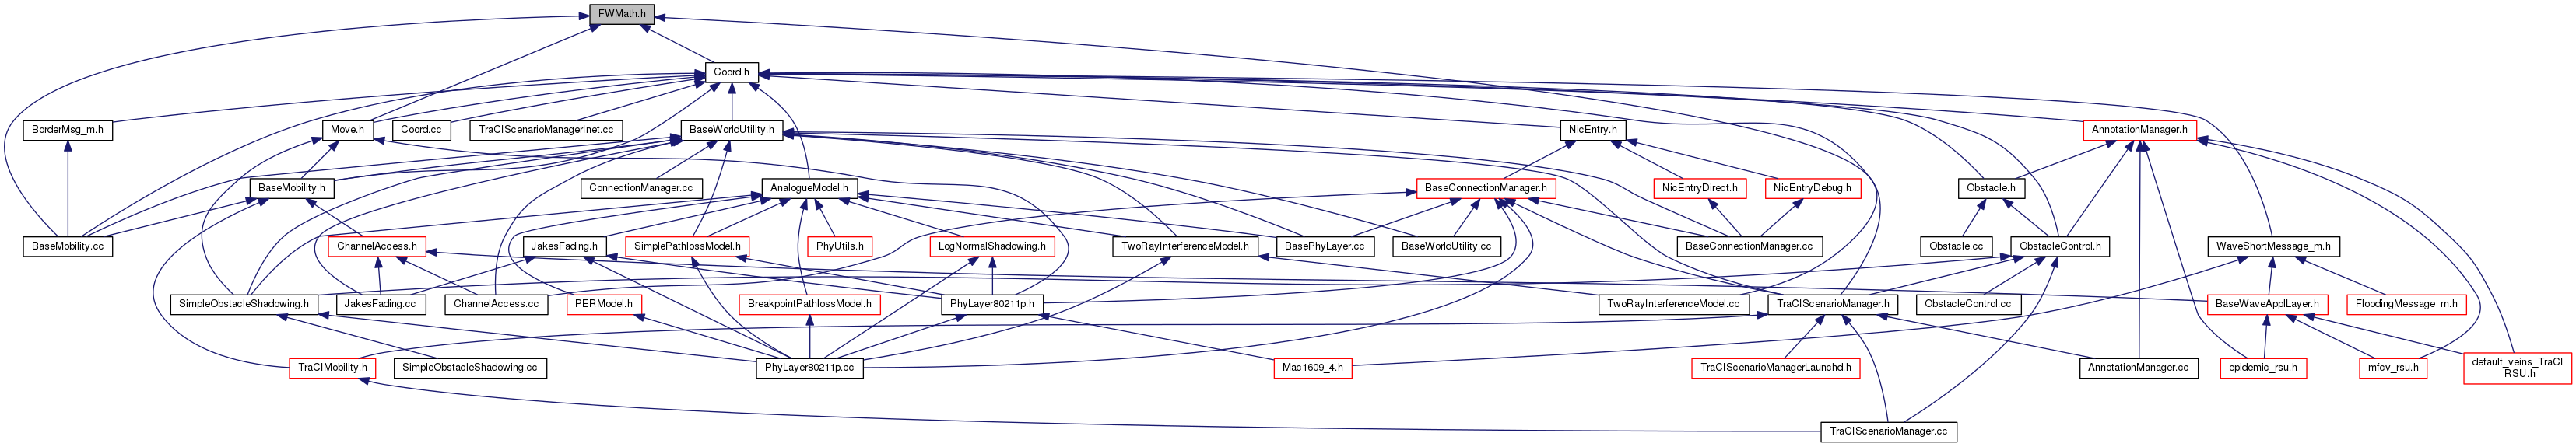 FWMath.h
Coord.h
BorderMsg_m.h
Move.h
Coord.cc
TraCIScenarioManagerInet.cc
BaseWorldUtility.h
NicEntry.h
AnnotationManager.h
BaseMobility.h
ConnectionManager.cc
AnalogueModel.h
BaseConnectionManager.h
NicEntryDirect.h
NicEntryDebug.h
Obstacle.h
BaseMobility.cc
ChannelAccess.h
JakesFading.h
SimplePathlossModel.h
PhyUtils.h
LogNormalShadowing.h
TwoRayInterferenceModel.h
BasePhyLayer.cc
BaseWorldUtility.cc
BaseConnectionManager.cc
Obstacle.cc
ObstacleControl.h
WaveShortMessage_m.h
SimpleObstacleShadowing.h
JakesFading.cc
ChannelAccess.cc
PERModel.h
BreakpointPathlossModel.h
PhyLayer80211p.h
TwoRayInterferenceModel.cc
TraCIScenarioManager.h
ObstacleControl.cc
BaseWaveApplLayer.h
FloodingMessage_m.h
TraCIMobility.h
SimpleObstacleShadowing.cc
PhyLayer80211p.cc
Mac1609_4.h
TraCIScenarioManagerLaunchd.h
AnnotationManager.cc
epidemic_rsu.h
mfcv_rsu.h
default_veins_TraCI
_RSU.h
TraCIScenarioManager.cc